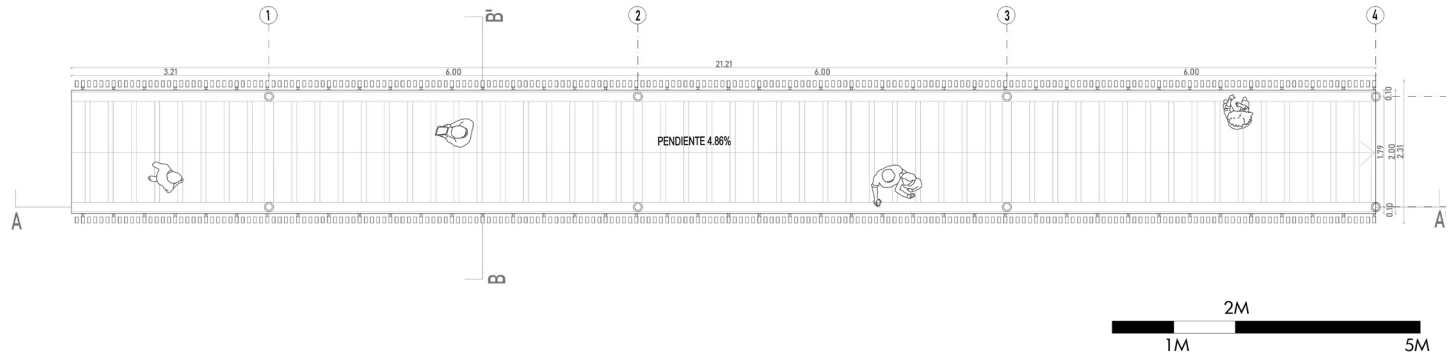 1 2 3 4
B'
21.21
3.21 6.00 6.00 6.00
0.10
PENDIENTE 4.86%
1.79 2.00 2.31
0.10
A A'
B
2M
1M 5M